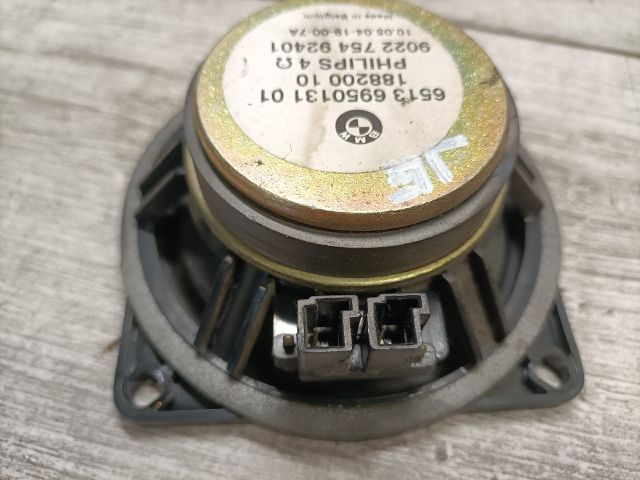 BMW
6513 6950131 01
188200 10
PHILIPS 4 Ω
9022 754 92401
10.05.04-19-00-7A
Made in Belgium